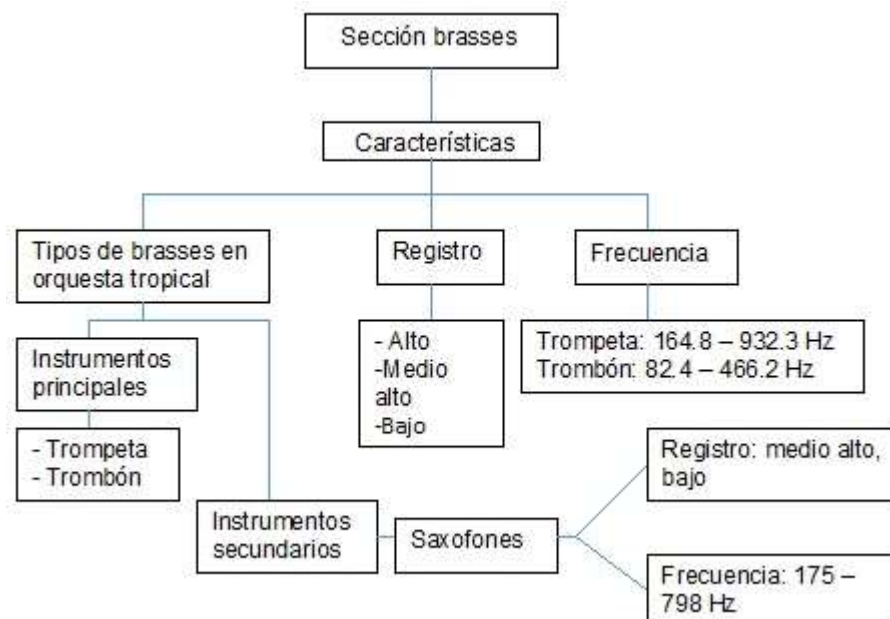 Sección brasses
Características
Tipos de brasses en
orquesta tropical
Registro
Frecuencia
Instrumentos
principales
- Alto
-Medio
alto
-Bajo
Trompeta: 164.8 – 932.3 Hz
Trombón: 82.4 – 466.2 Hz
- Trompeta
- Trombón
Instrumentos
secundarios
Saxofones
Registro: medio alto,
bajo
Frecuencia: 175 –
798 Hz